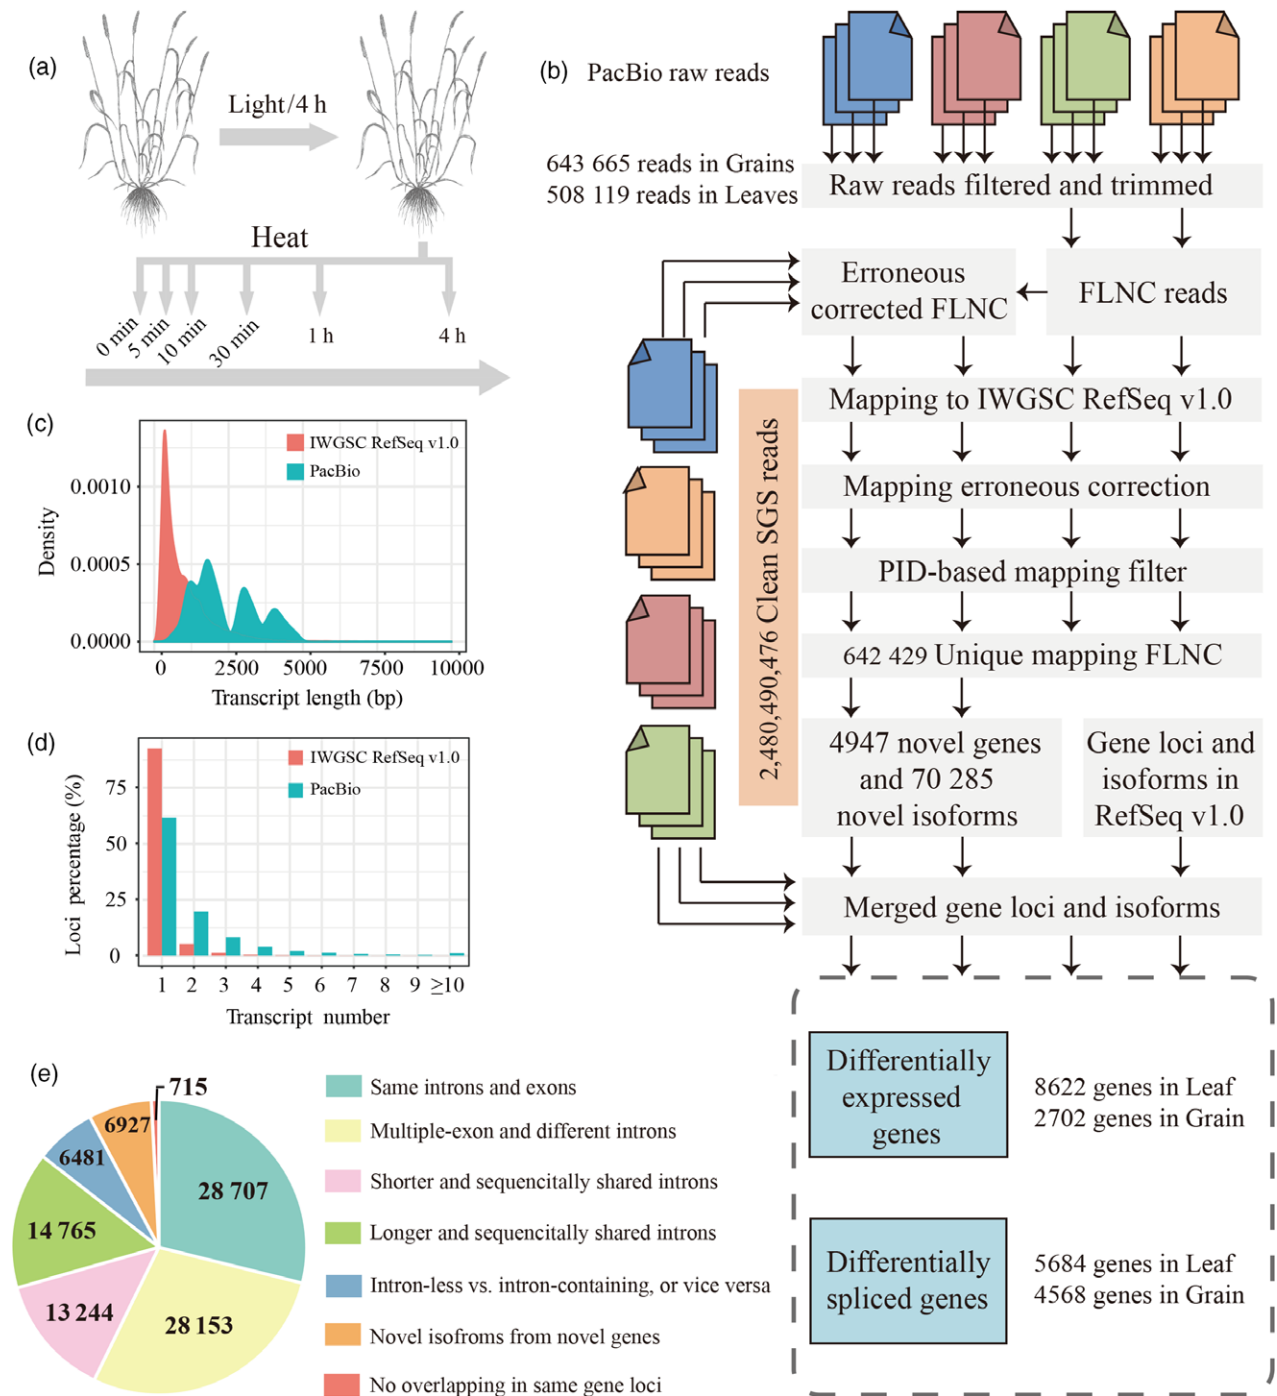 (a)
Light/4 h
Heat
0 min
5 min
10 min
30 min
1 h
4 h
(b)
PacBio raw reads
643 665 reads in Grains
508 119 reads in Leaves
Raw reads filtered and trimmed
Erroneous
corrected FLNC
FLNC reads
Mapping to IWGSC RefSeq v1.0
Mapping erroneous correction
PID-based mapping filter
642 429 Unique mapping FLNC
2,480,490,476 Clean SGS reads
4947 novel genes
and 70 285
novel isoforms
Gene loci and
isoforms in
RefSeq v1.0
Merged gene loci and isoforms
Differentially
expressed
genes
8622 genes in Leaf
2702 genes in Grain
Differentially
spliced genes
5684 genes in Leaf
4568 genes in Grain
(c)
IWGSC RefSeq v1.0
PacBio
Density
0.0010
0.0005
0.0000
0 2500 5000 7500 10000
Transcript length (bp)
(d)
IWGSC RefSeq v1.0
PacBio
Loci percentage (%)
75
50
25
0
1 2 3 4 5 6 7 8 9 ≥10
Transcript number
(e)
715
6927
6481
28 707
14 765
13 244
28 153
Same introns and exons
Multiple-exon and different introns
Shorter and sequencitally shared introns
Longer and sequencitally shared introns
Intron-less vs. intron-containing, or vice versa
Novel isofroms from novel genes
No overlapping in same gene loci